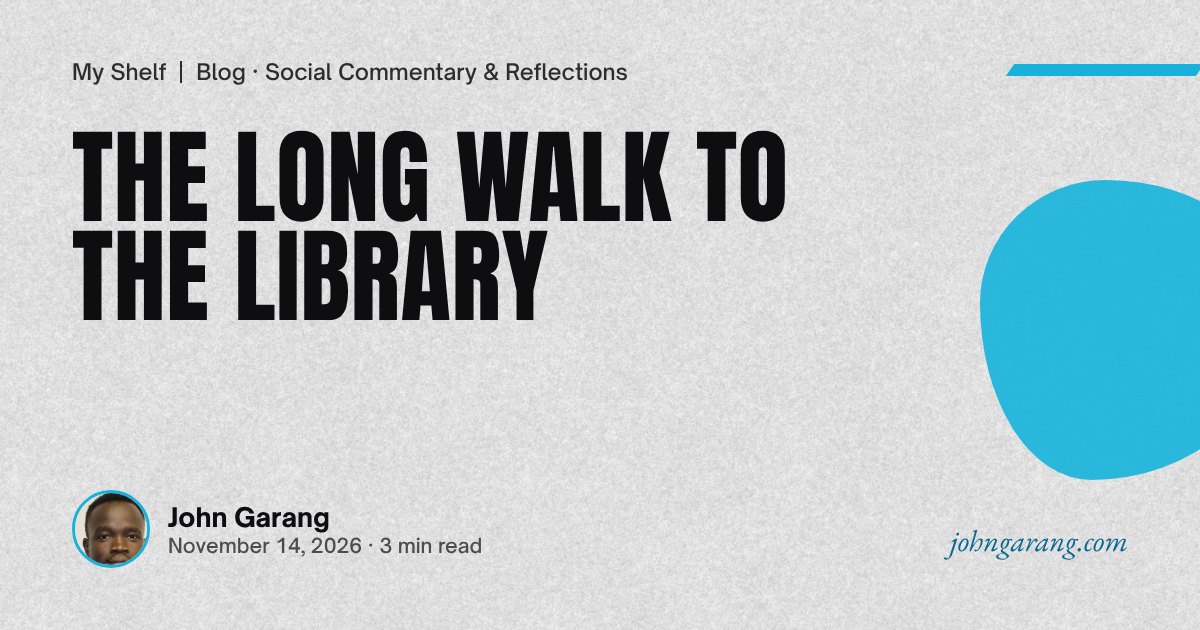 My Shelf | Blog · Social Commentary & Reflections
THE LONG WALK TO
THE LIBRARY
John Garang
November 14, 2026 · 3 min read
johngarang.com